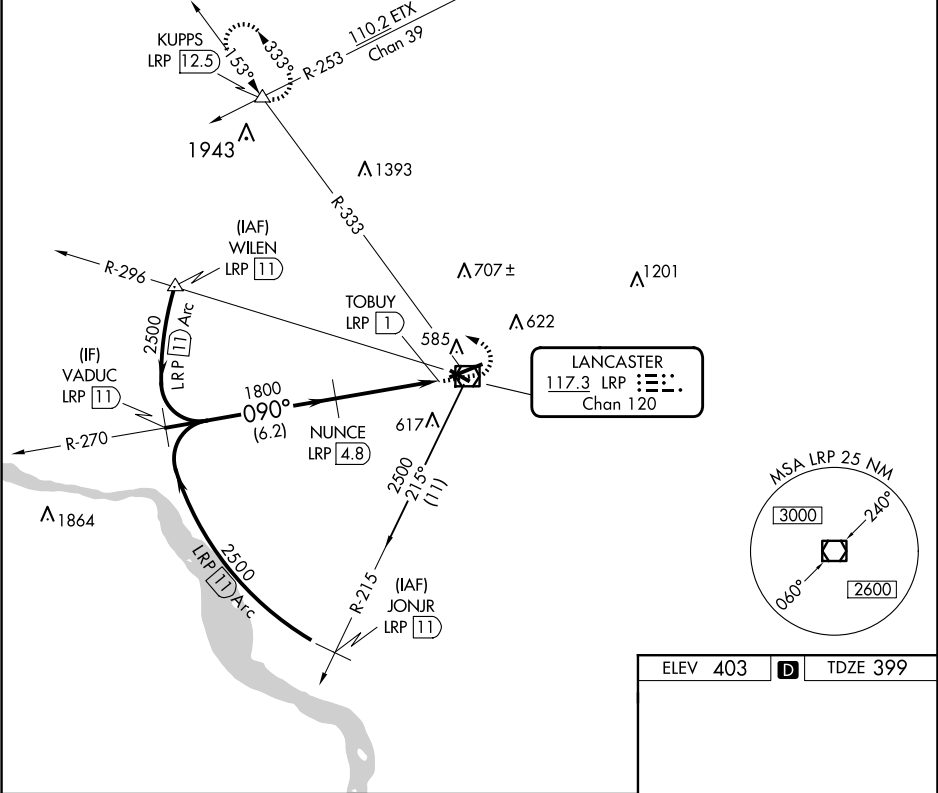 110.2 ETX
R-253 Chan 39
KUPPS
LRP 12.5
153°
333°
1943
1393
R-333
(IAF)
WILEN
LRP 11
R-296
707 ±
1201
TOBUY
LRP 1
622
585
2500
LRP 11 Arc
(IF)
VADUC
LRP 11
LANCASTER
117.3 LRP
Chan 120
1800
090°
(6.2)
R-270
NUNCE
LRP 4.8
617
2500
215°
(11)
1864
2500
LRP 11 Arc
R-215
(IAF)
JONJR
LRP 11
MSA LRP 25 NM
3000
240°
060°
2600
ELEV 403 D TDZE 399